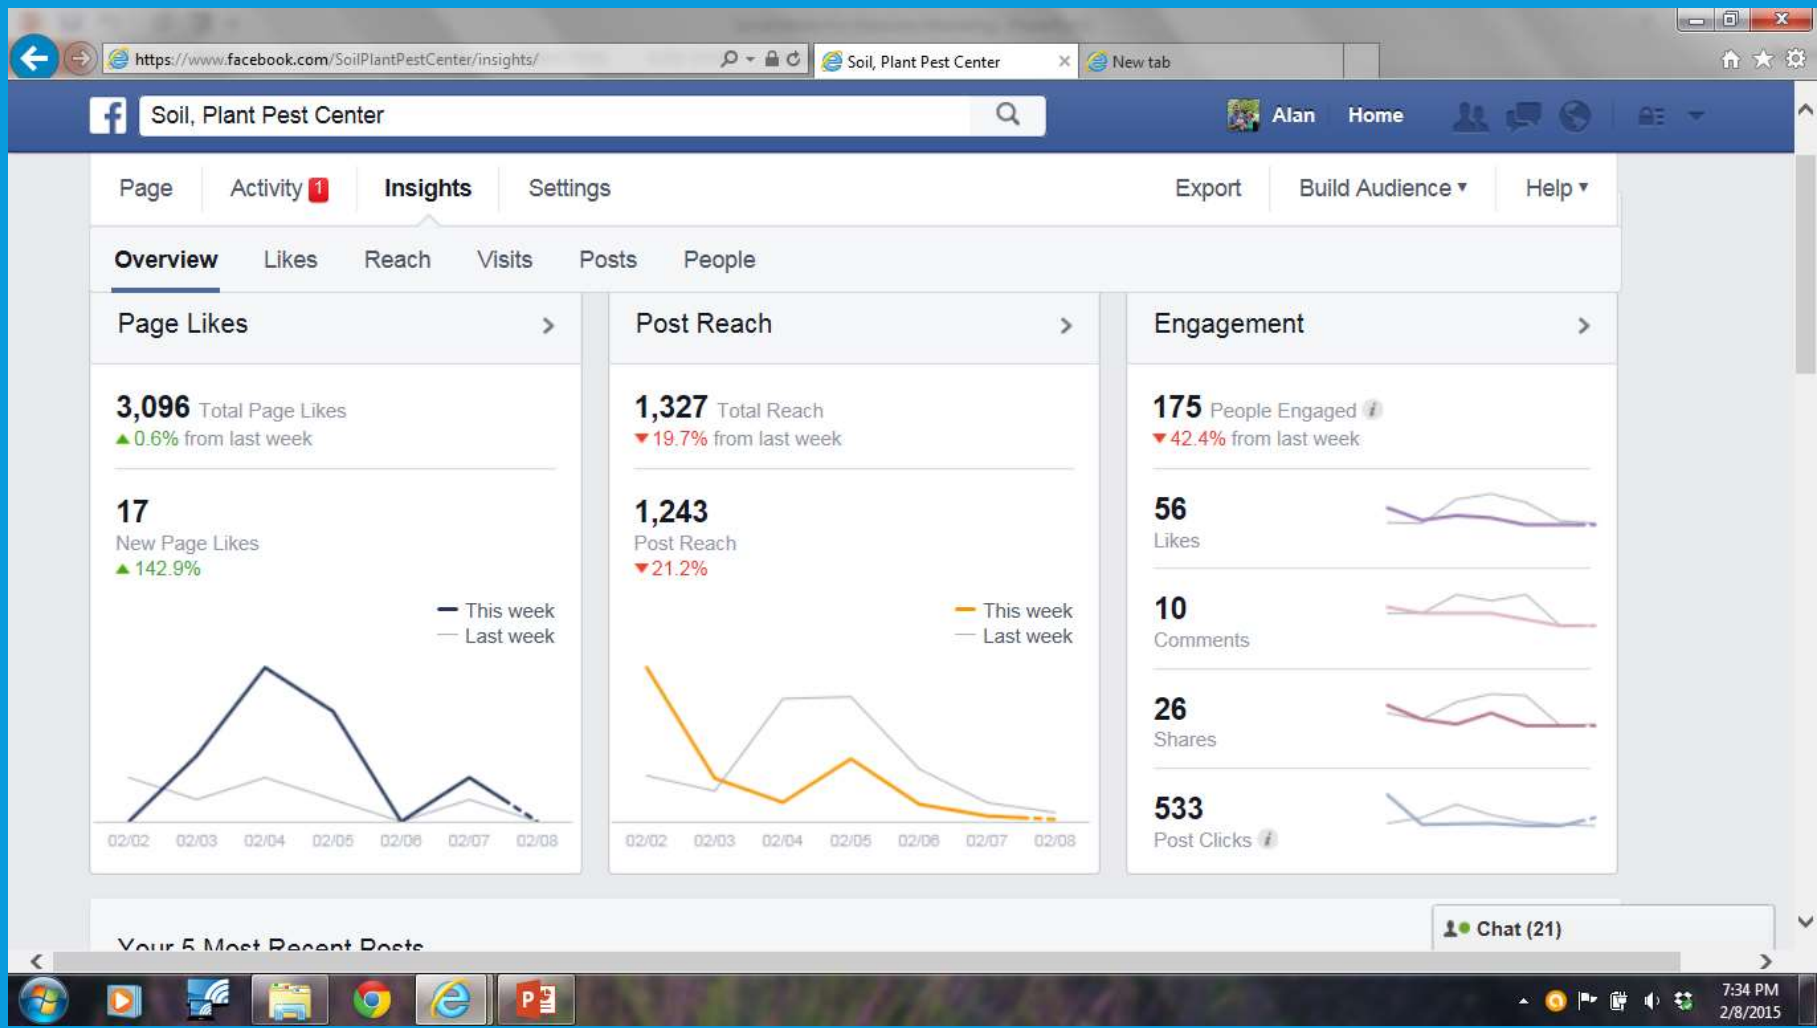 https://www.facebook.com/SoilPlantPestCenter/insights/
Soil, Plant Pest Center
New tab
Soil, Plant Pest Center
Alan
Home
Page
Activity 1
Insights
Settings
Export
Build Audience
Help
Overview
Likes
Reach
Visits
Posts
People
Page Likes
3,096 Total Page Likes
0.6% from last week
17
New Page Likes
142.9%
This week
Last week
02/02 02/03 02/04 02/05 02/06 02/07 02/08
Post Reach
1,327 Total Reach
19.7% from last week
1,243
Post Reach
21.2%
This week
Last week
02/02 02/03 02/04 02/05 02/06 02/07 02/08
Engagement
175 People Engaged
42.4% from last week
56
Likes
10
Comments
26
Shares
533
Post Clicks
Your 5 Most Recent Posts
Chat (21)
7:34 PM
2/8/2015